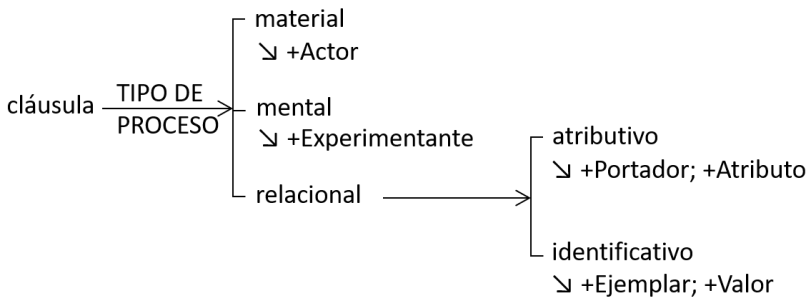 cláusula
TIPO DE
PROCESO
material
↘ +Actor
mental
↘ +Experimentante
relacional
atributivo
↘ +Portador; +Atributo
identificativo
↘ +Ejemplar; +Valor